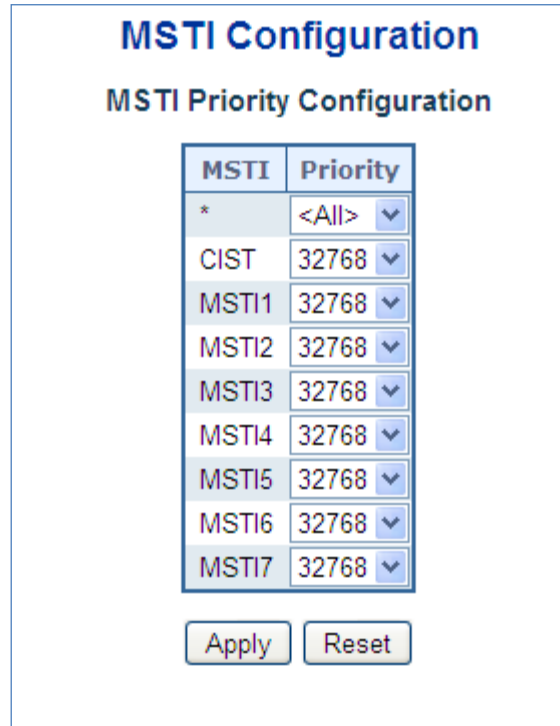 MSTI Configuration
MSTI Priority Configuration
MSTI Priority
* <All>
CIST 32768
MSTI1 32768
MSTI2 32768
MSTI3 32768
MSTI4 32768
MSTI5 32768
MSTI6 32768
MSTI7 32768
Apply Reset